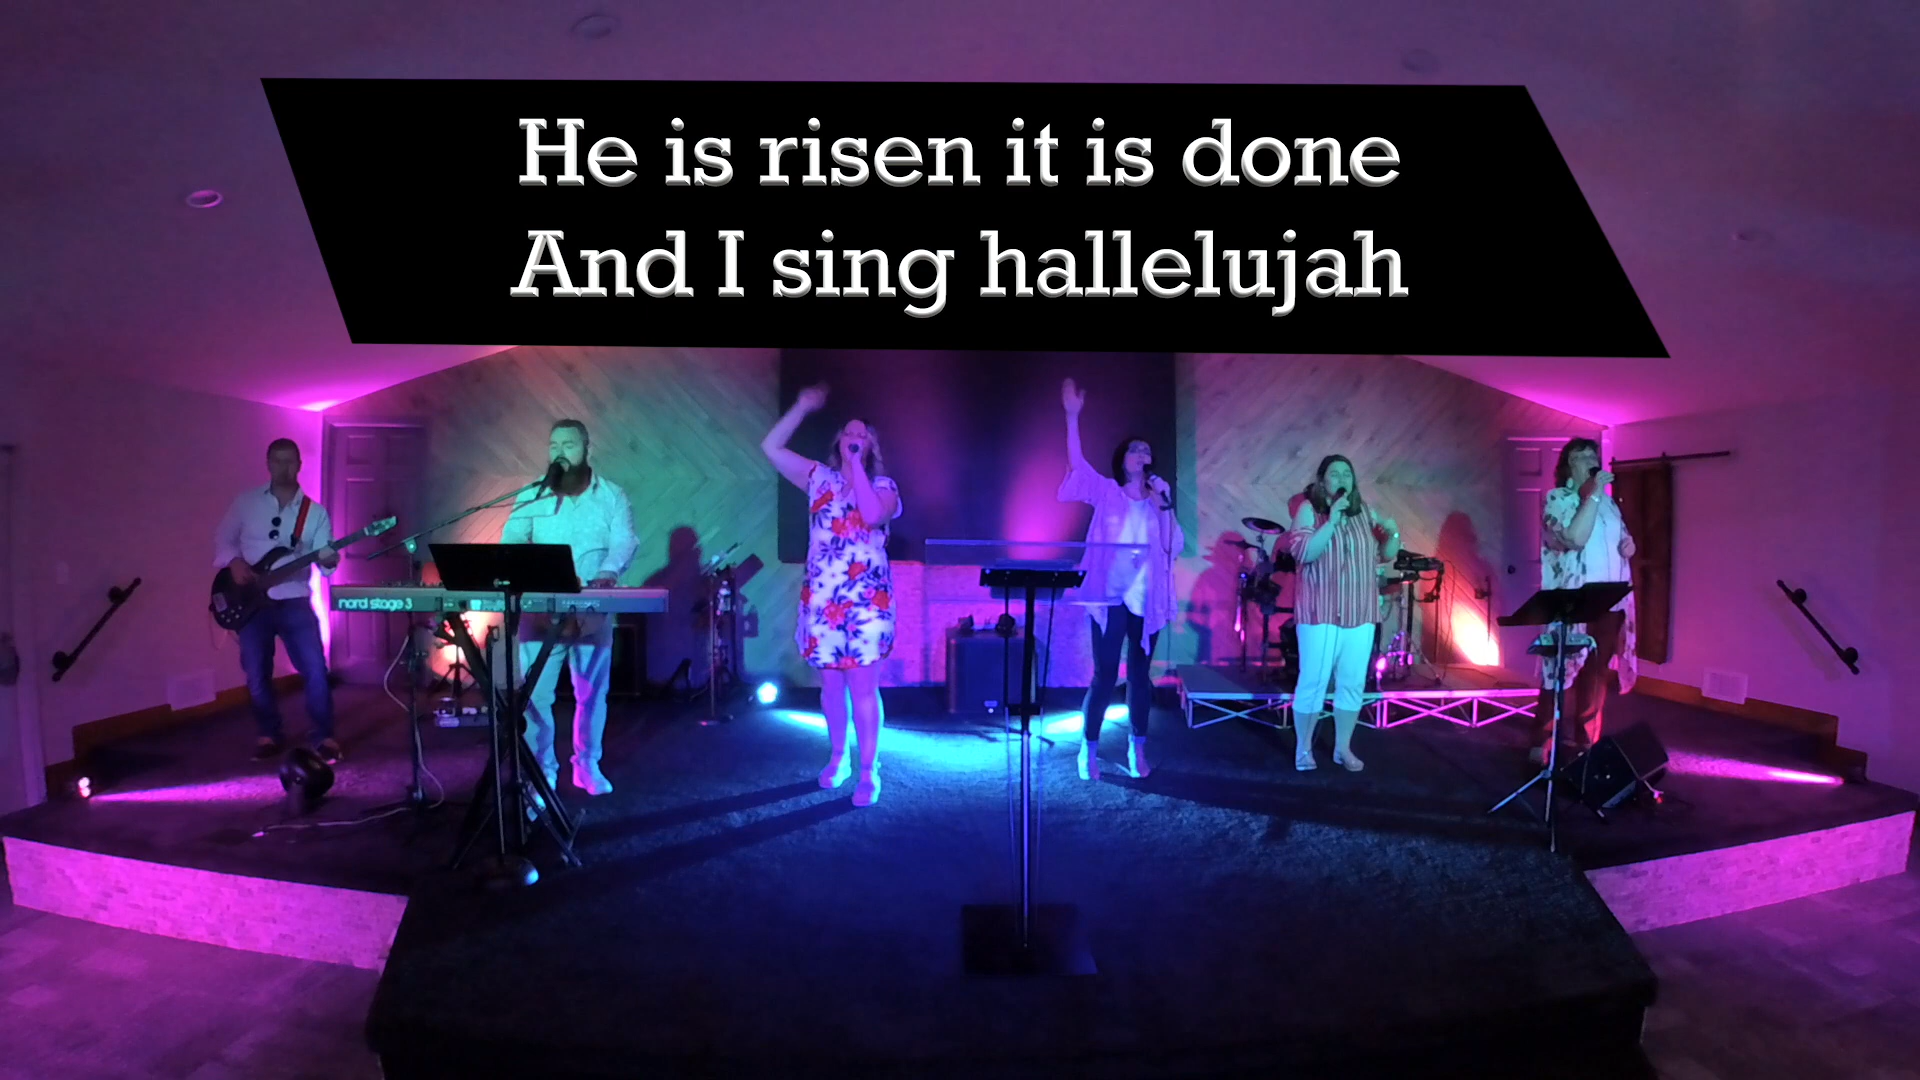 He is risen it is done
And I sing hallelujah
nord stage 3